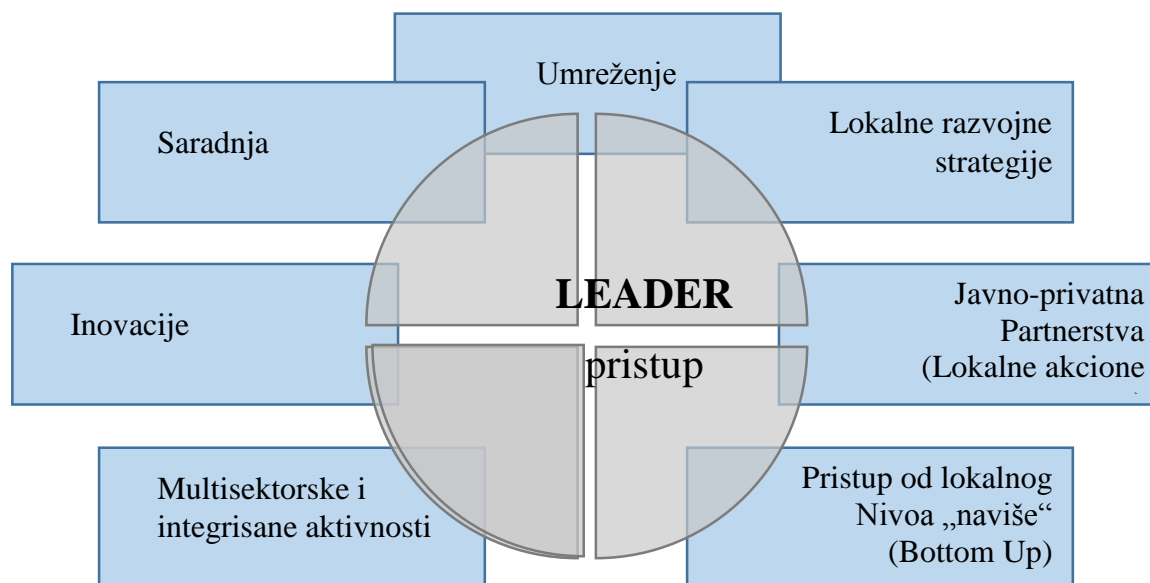 Umreženje
Saradnja
Lokalne razvojne
strategije
Inovacije
LEADER
pristup
Javno-privatna
Partnerstva
(Lokalne akcione
Multisektorske i
integrisane aktivnosti
Pristup od lokalnog
Nivoa „naviše“
(Bottom Up)